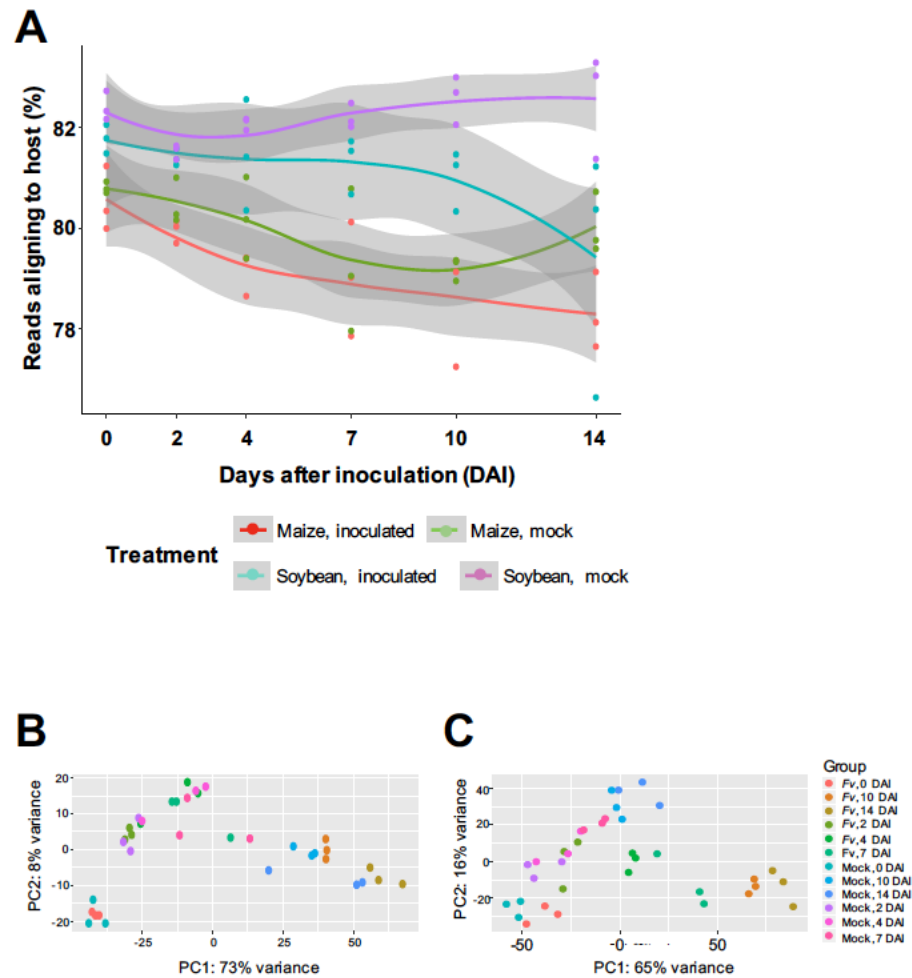 A
Reads aligning to host (%)
82
80
78
0 2 4 7 10 14
Days after inoculation (DAI)
Treatment
Maize, inoculated Maize, mock
Soybean, inoculated Soybean, mock
B
PC2: 8% variance
20
10
0
-10
-20
-25 0 25 50 75
PC1: 73% variance
C
PC2: 16% variance
40
20
0
-20
-50 -0 50
PC1: 65% variance
Group
Fv, 0 DAI
Fv, 10 DAI
Fv, 14 DAI
Fv, 2 DAI
Fv, 4 DAI
Fv, 7 DAI
Mock, 0 DAI
Mock, 10 DAI
Mock, 14 DAI
Mock, 2 DAI
Mock, 4 DAI
Mock, 7 DAI